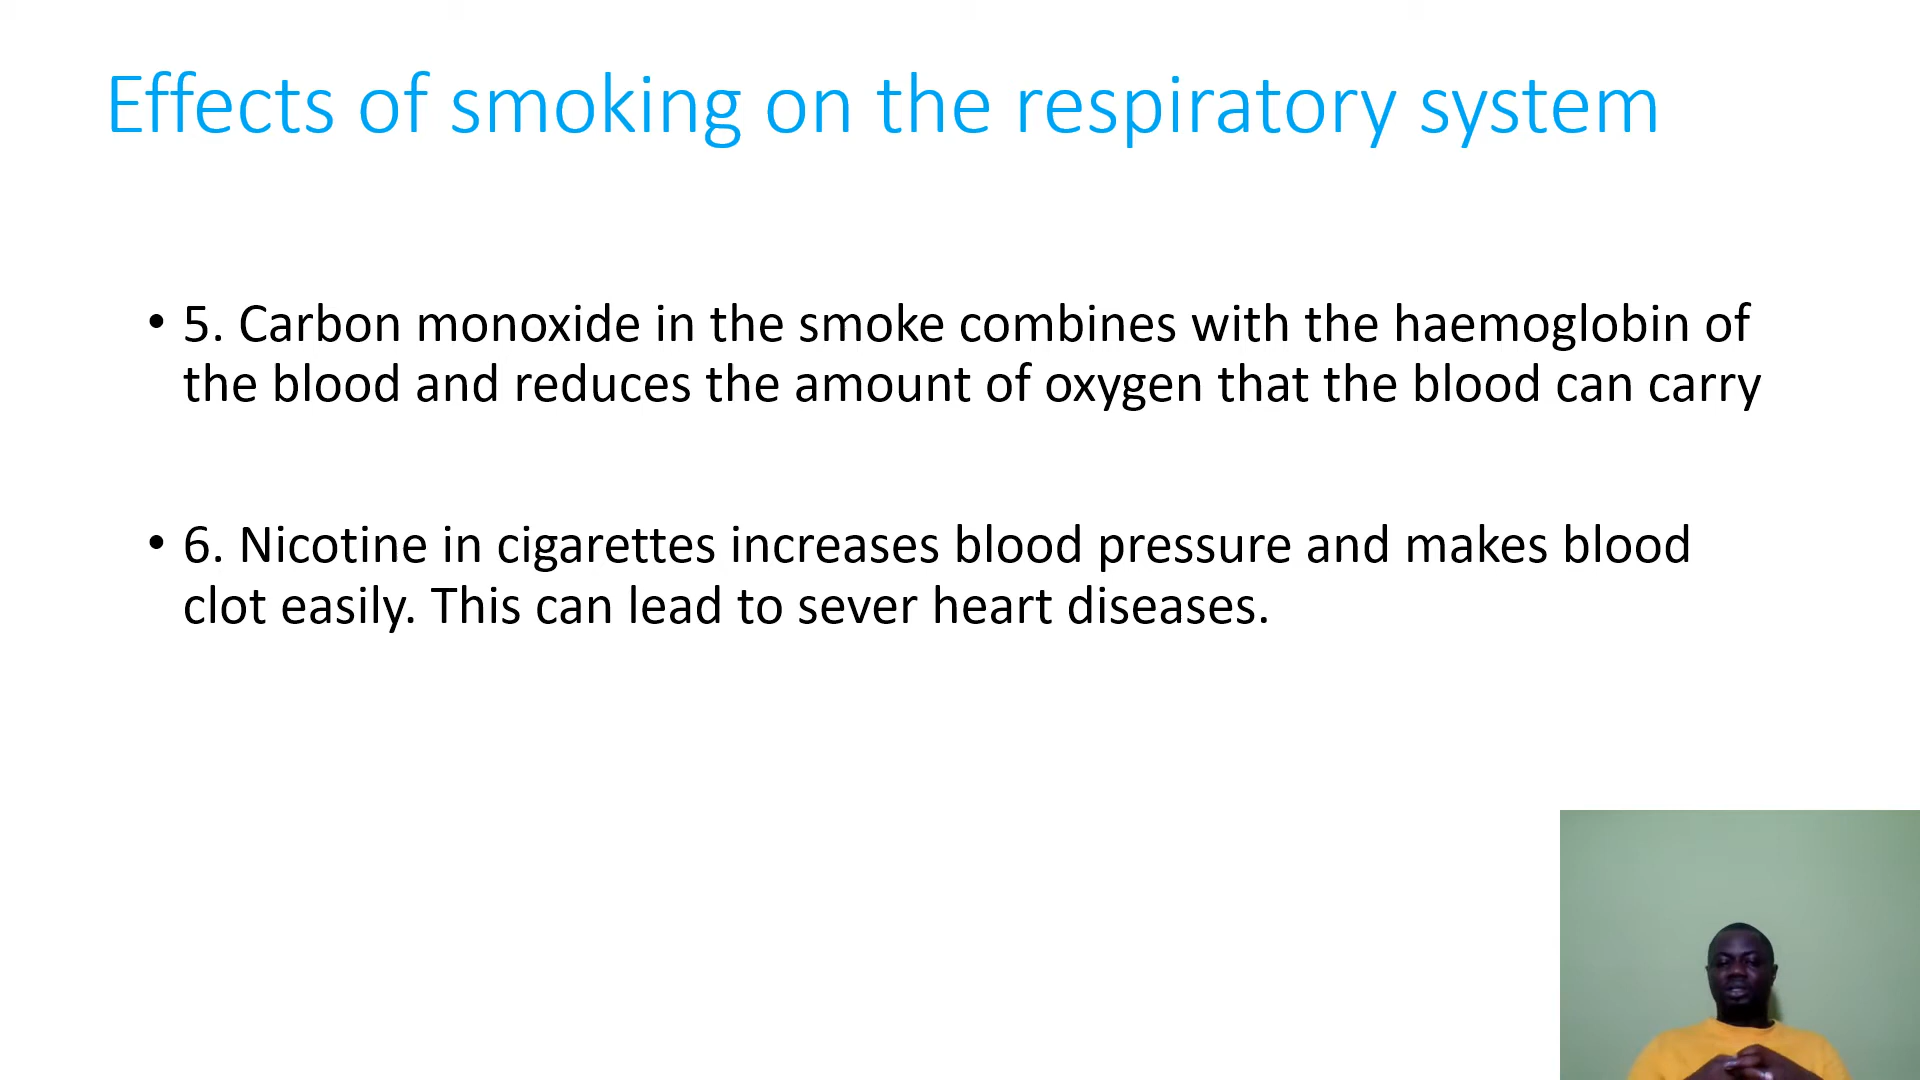 Effects of smoking on the respiratory system
• 5. Carbon monoxide in the smoke combines with the haemoglobin of
the blood and reduces the amount of oxygen that the blood can carry
• 6. Nicotine in cigarettes increases blood pressure and makes blood
clot easily. This can lead to sever heart diseases.